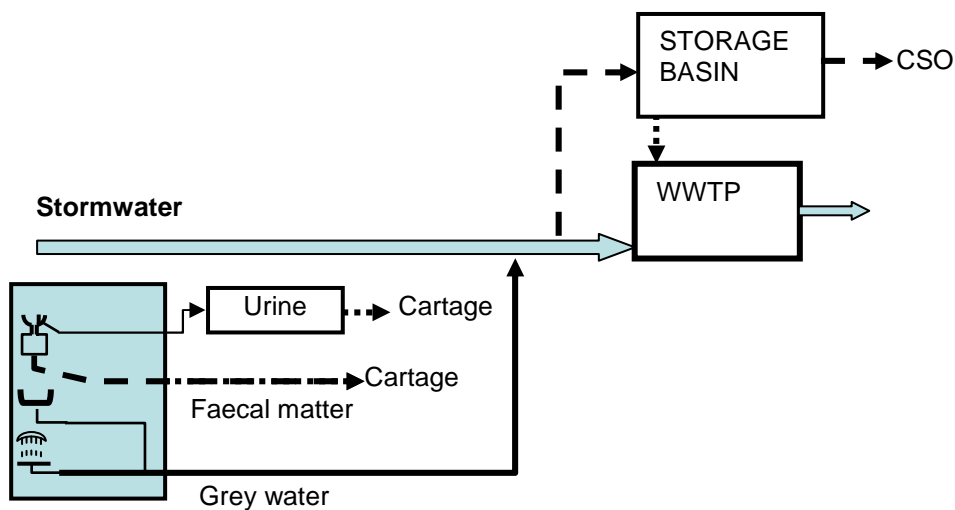 STORAGE
BASIN
CSO
WWTP
Stormwater
Urine
Cartage
Cartage
Faecal matter
Grey water